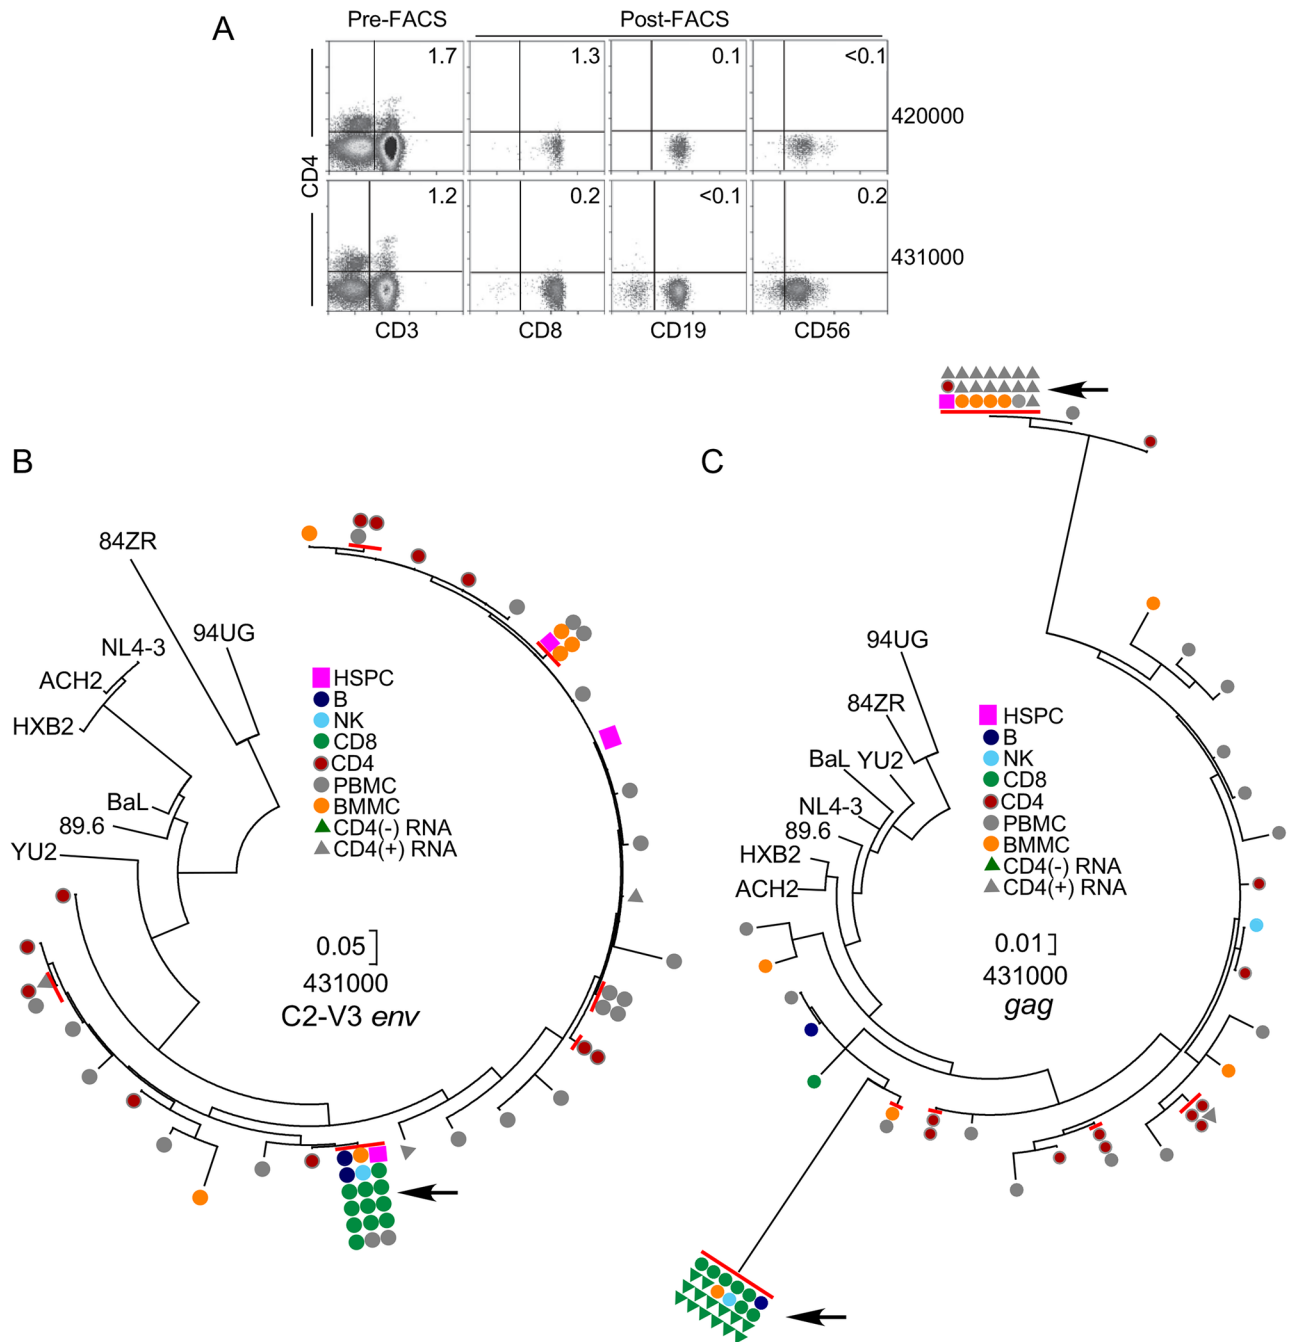 A
Pre-FACS
Post-FACS
1.7
1.3
0.1
<0.1
420000
CD4
1.2
0.2
<0.1
0.2
431000
CD3
CD8
CD19
CD56
B
84ZR
94UG
NL4-3
ACH2
HXB2
BaL
89.6
YU2
HSPC
B
NK
CD8
CD4
PBMC
BMMC
CD4(-) RNA
CD4(+) RNA
0.05
431000
C2-V3 env
C
94UG
84ZR
BaL
YU2
NL4-3
89.6
HXB2
ACH2
HSPC
B
NK
CD8
CD4
PBMC
BMMC
CD4(-) RNA
CD4(+) RNA
0.01
431000
gag